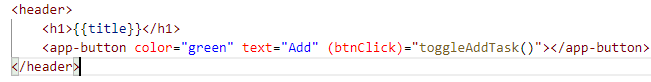 <header>
    <h1>{{title}}</h1>
    <app-button color="green" text="Add" (btnClick)="toggleAddTask()"></app-button>
</header>